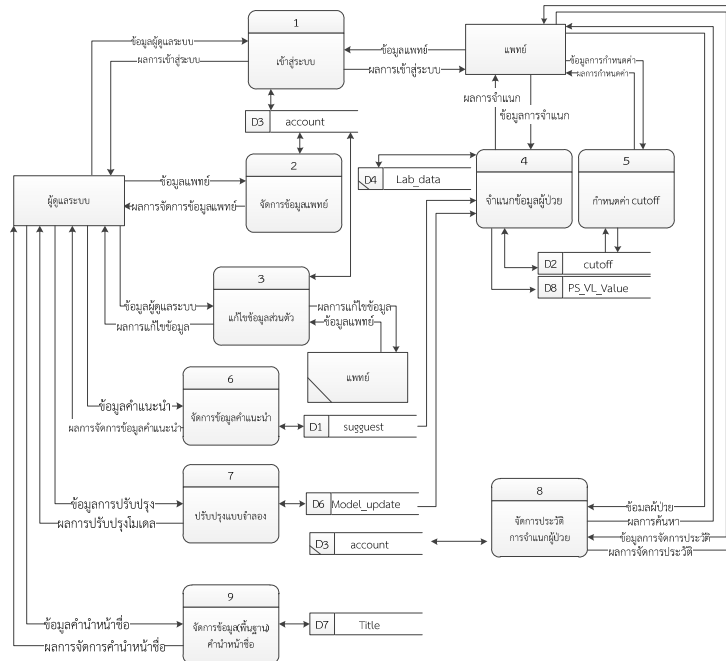 1
เข้าสู่ระบบ
ข้อมูลผู้ดูแลระบบ
ผลการเข้าสู่ระบบ
ข้อมูลแพทย์
ผลการเข้าสู่ระบบ
แพทย์
ข้อมูลการกำหนดค่า
ผลการกำหนดค่า
ผลการจำแนก
ข้อมูลการจำแนก
D3 account
2
จัดการข้อมูลแพทย์
ผู้ดูแลระบบ
ข้อมูลแพทย์
ผลการจัดการข้อมูลแพทย์
D4 Lab_data
4
จำแนกข้อมูลผู้ป่วย
5
กำหนดค่า cutoff
D2 cutoff
D8 PS_VL_Value
3
แก้ไขข้อมูลส่วนตัว
ข้อมูลผู้ดูแลระบบ
ผลการแก้ไขข้อมูล
ผลการแก้ไขข้อมูล
ข้อมูลแพทย์
แพทย์
6
จัดการข้อมูลคำแนะนำ
ข้อมูลคำแนะนำ
ผลการจัดการข้อมูลคำแนะนำ
D1 sugguest
7
ปรับปรุงแบบจำลอง
ข้อมูลการปรับปรุง
ผลการปรับปรุงโมเดล
D6 Model_update
D3 account
8
จัดการประวัติ
การจำแนกผู้ป่วย
ข้อมูลผู้ป่วย
ผลการค้นหา
ข้อมูลการจัดการประวัติ
ผลการจัดการประวัติ
9
จัดการข้อมูล(พื้นฐาน)
คำนำหน้าชื่อ
ข้อมูลคำนำหน้าชื่อ
ผลการจัดการคำนำหน้าชื่อ
D7 Title